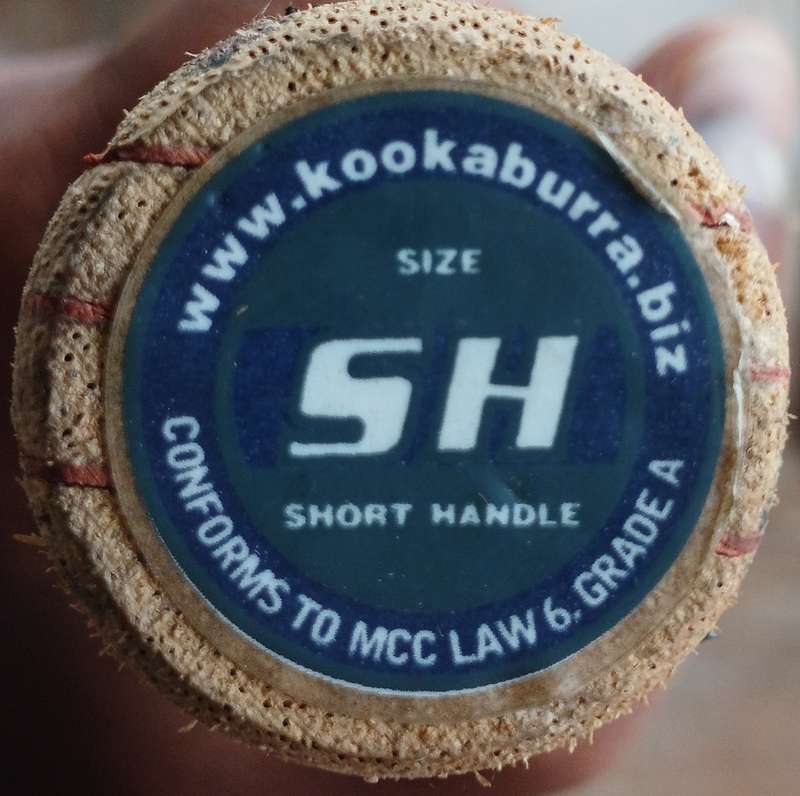 www.kookaburra.biz
SIZE
SH
SHORT HANDLE
CONFORMS TO MCC LAW 6, GRADE A